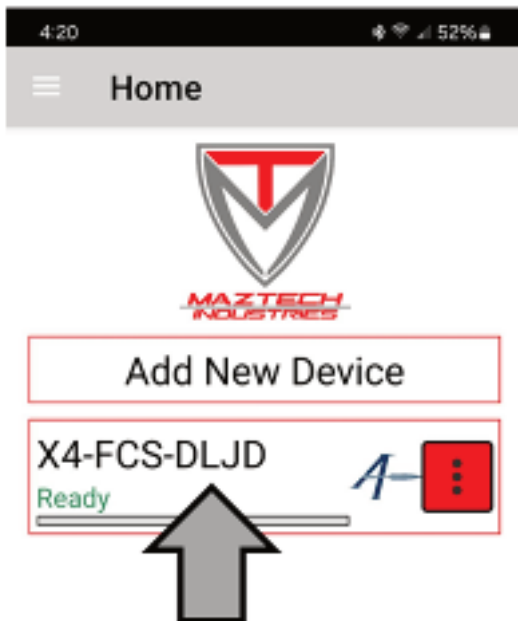 4:20 52%
Home
MAZTECH
INDUSTRIES
Add New Device
X4-FCS-DLJD
Ready